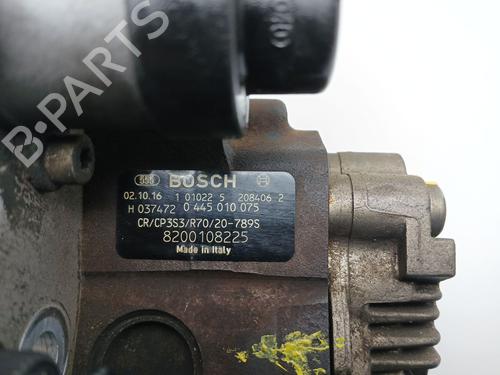 B-PARTS
BOSCH
02.10.16 1 01022 5 208406 2
H 037472 0 445 010 075
CR/CP3S3/R70/20-789S
8200108225
Made in Italy